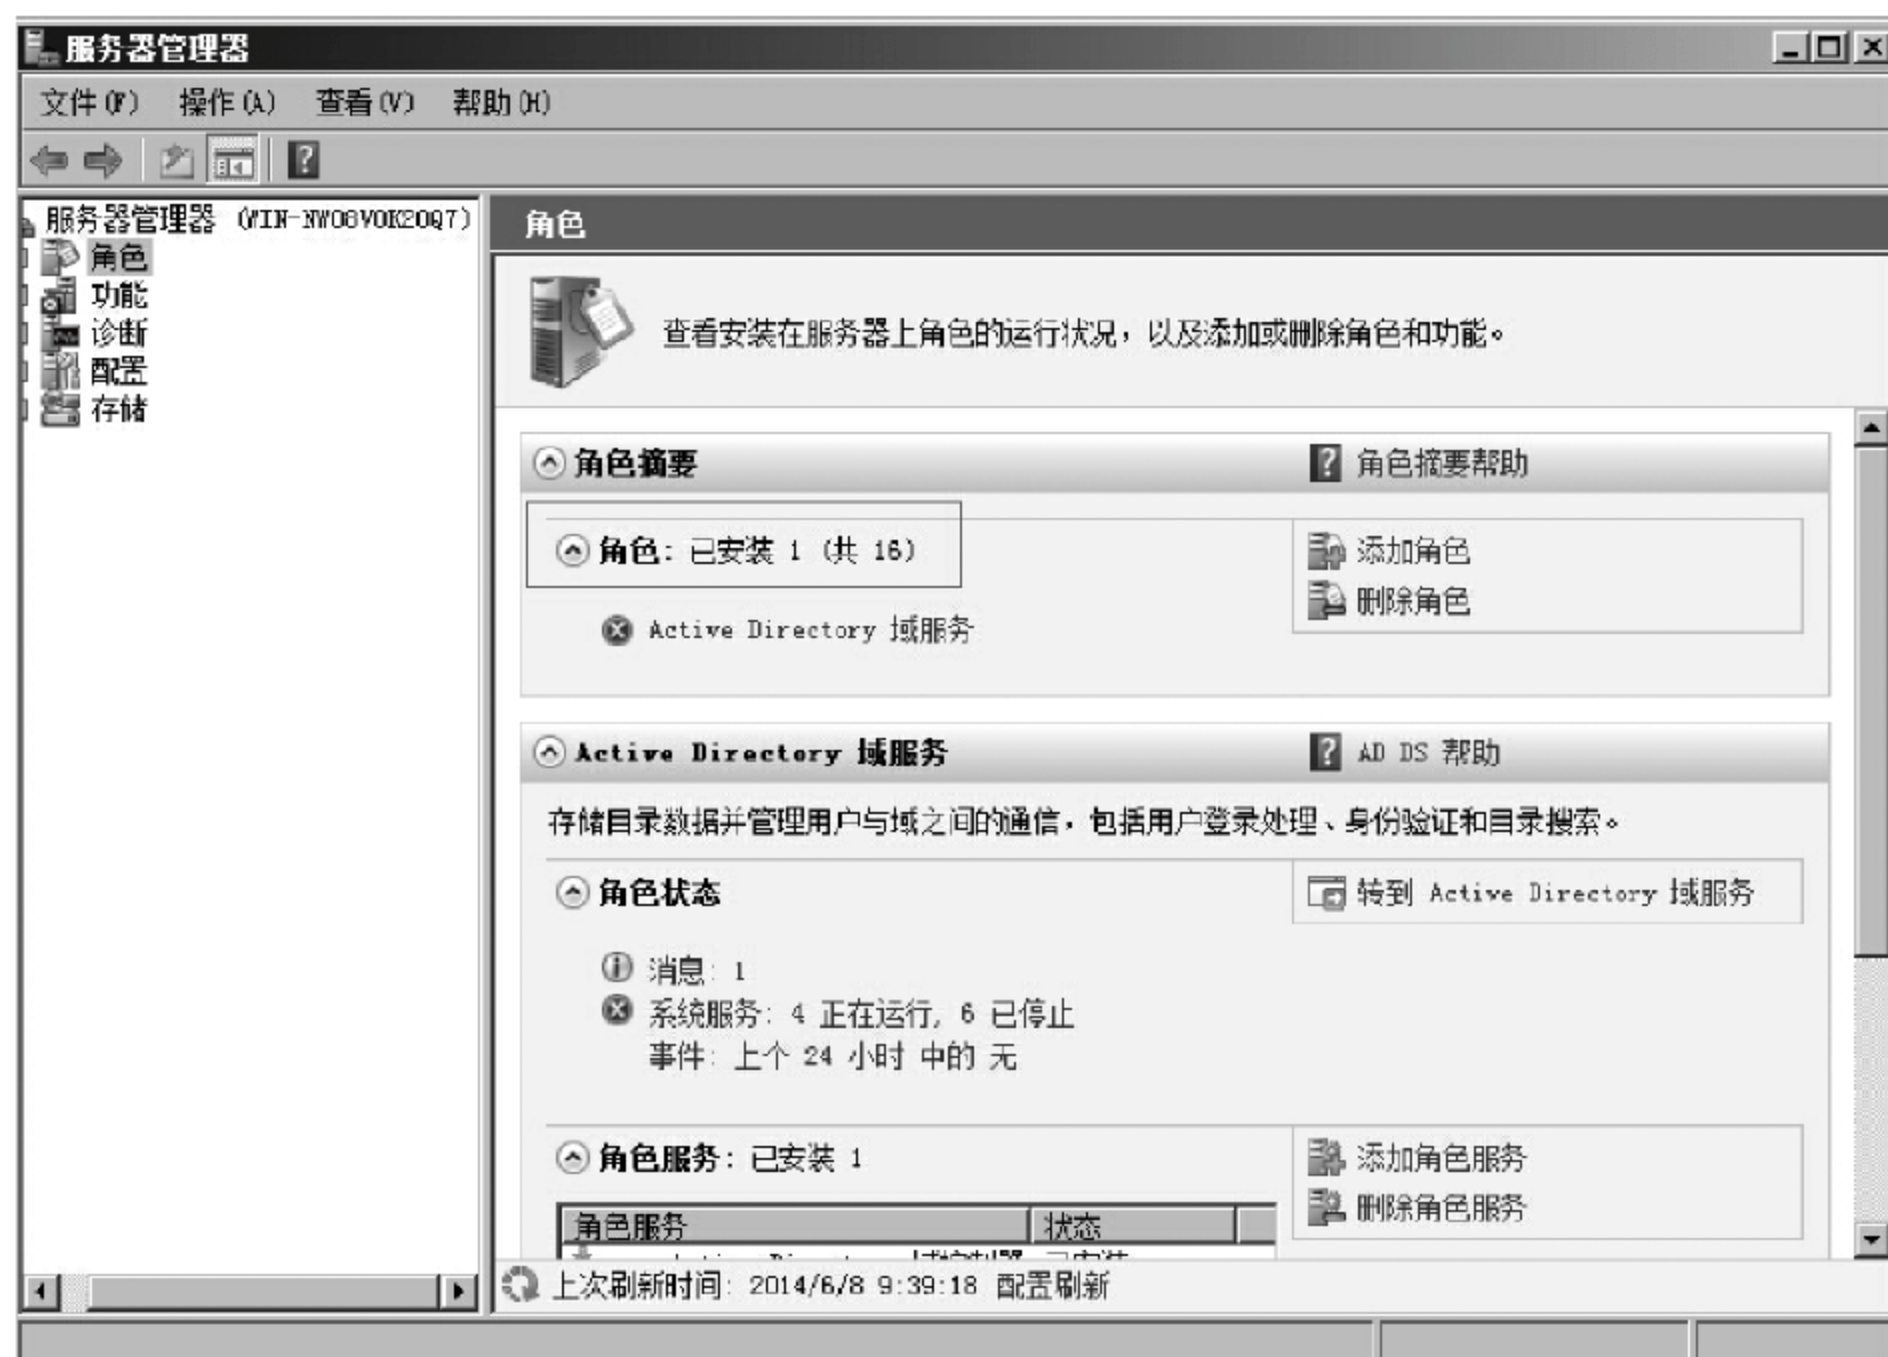 服务器管理器
文件(F) 操作(A) 查看(V) 帮助(H)
服务器管理器 (WIN-NW08V0K20Q7)
角色
功能
诊断
配置
存储
角色
查看安装在服务器上角色的运行状况，以及添加或删除角色和功能。
角色摘要
角色摘要帮助
角色: 已安装 1 (共 16)
添加角色
删除角色
Active Directory 域服务
Active Directory 域服务
AD DS 帮助
存储目录数据并管理用户与域之间的通信，包括用户登录处理、身份验证和目录搜索。
角色状态
转到 Active Directory 域服务
消息: 1
系统服务: 4 正在运行, 6 已停止
事件: 上个 24 小时 中的 无
角色服务: 已安装 1
添加角色服务
删除角色服务
角色服务 状态
上次刷新时间: 2014/6/8 9:39:18 配置刷新